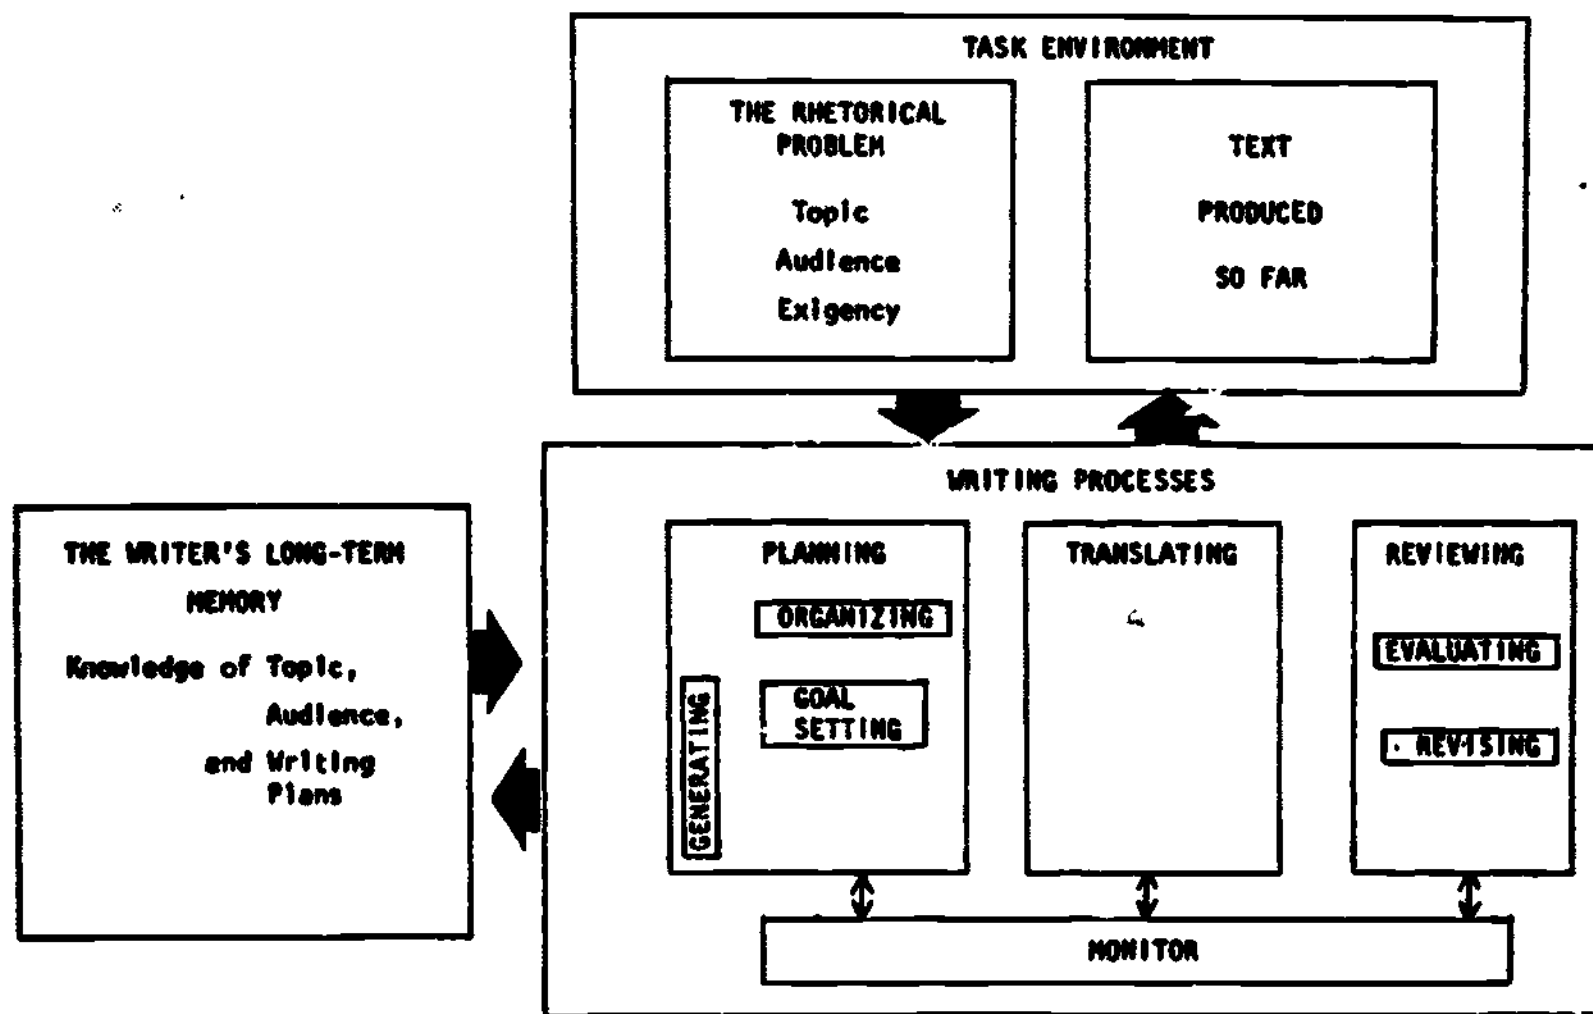 TASK ENVIRONMENT
THE RHETORICAL
PROBLEM
Topic
Audience
Exigency
TEXT
PRODUCED
SO FAR
WRITING PROCESSES
THE WRITER'S LONG-TERM
MEMORY
Knowledge of Topic,
Audience,
and Writing
Plans
PLANNING
ORGANIZING
GOAL
SETTING
GENERATING
TRANSLATING
REVIEWING
EVALUATING
REVISING
MONITOR